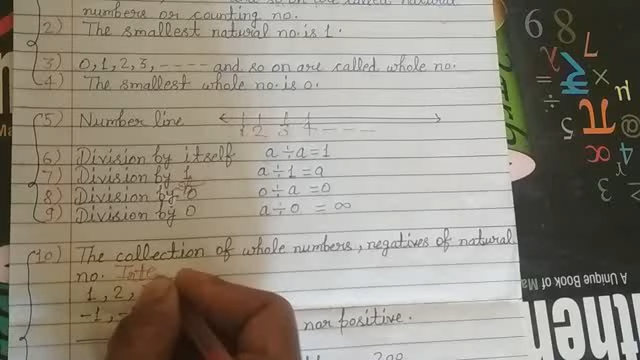 numbers or counting no.
2) The smallest natural no. is 1.
3) 0, 1, 2, 3, ---- and so on are called whole no.
4) The smallest whole no. is 0.
5) Number line
1 2 3 4 - - - -
6) Division by itself a ÷ a = 1
7) Division by 1 a ÷ 1 = a
8) Division by 0 0 ÷ a = 0
9) Division by 0 a ÷ 0 = ∞
10) The collection of whole numbers, negatives of natural
no. Inte
1, 2,
-1, - nor positive.
A Unique Book of Ma